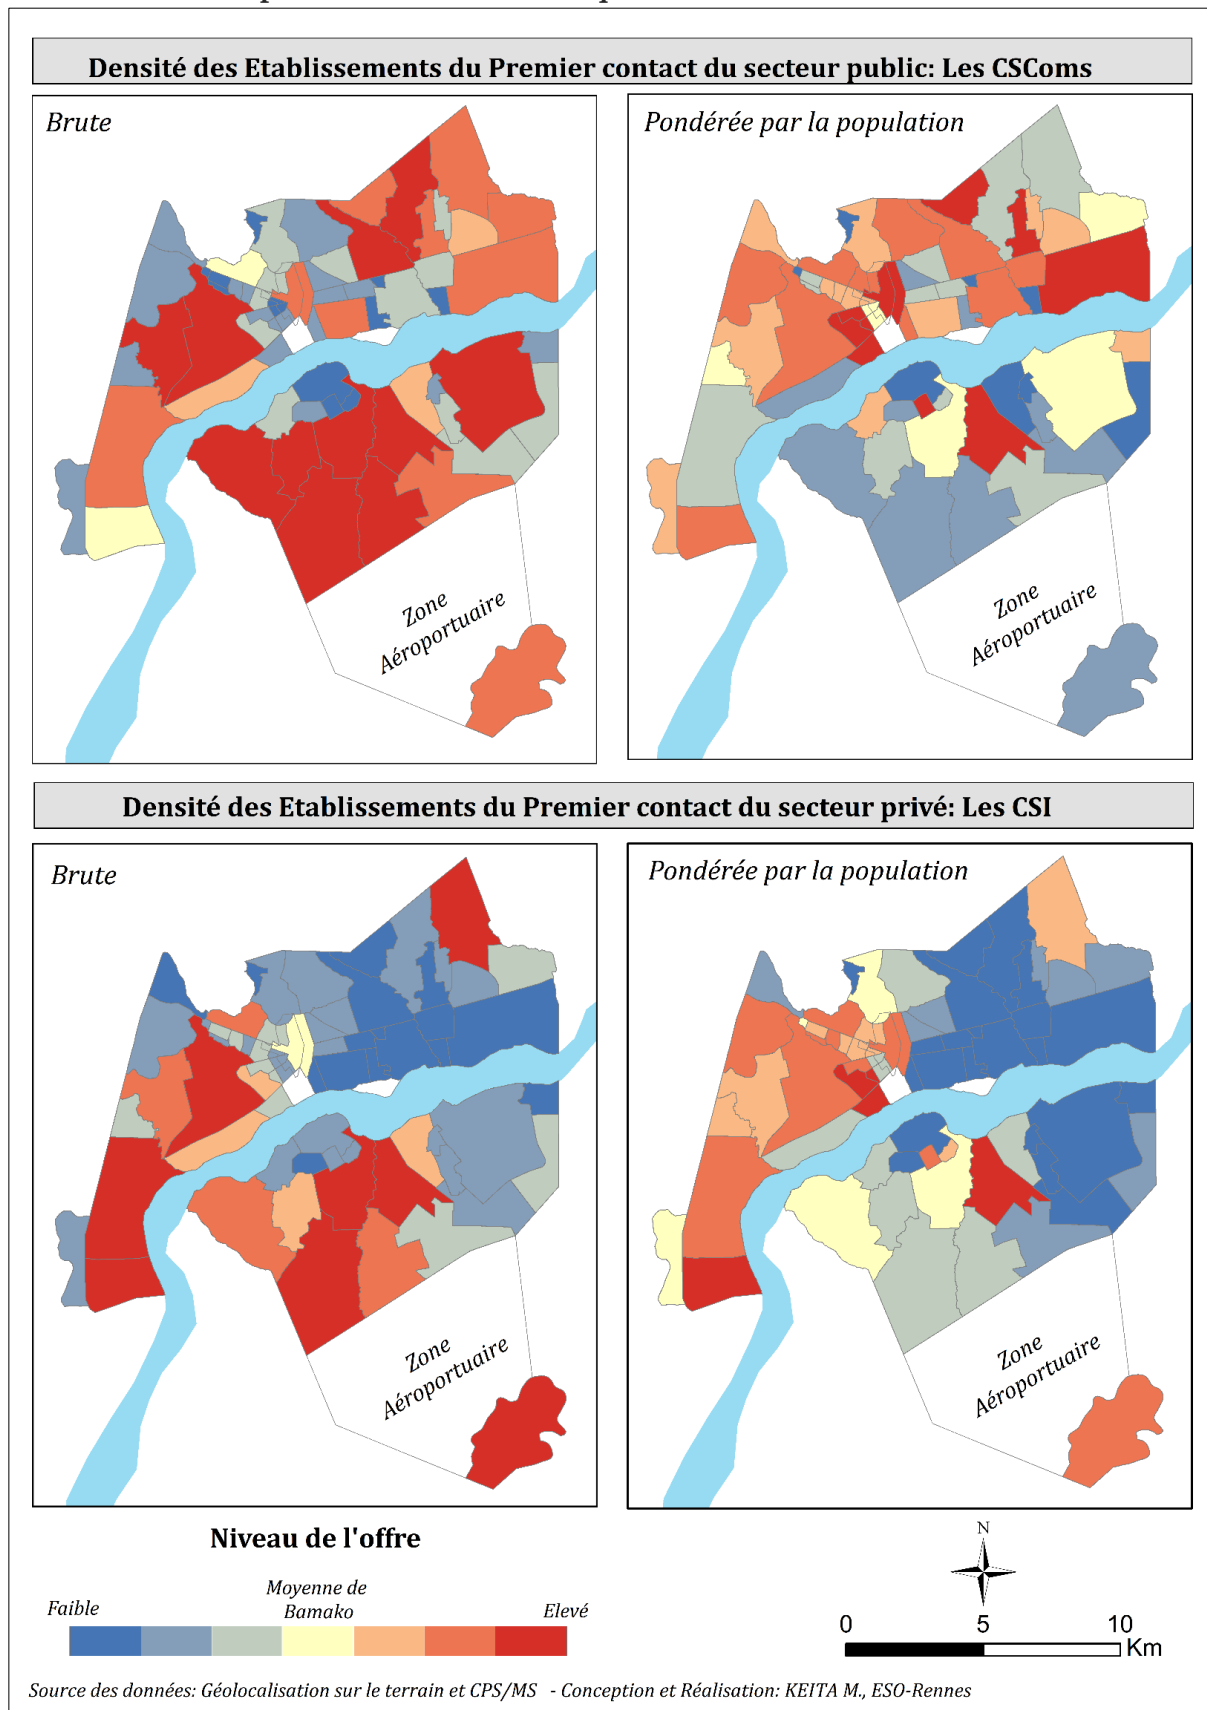 Densité des Etablissements du Premier contact du secteur public: Les CSComs
Brute
Pondérée par la population
Zone
Aéroportuaire
Zone
Aéroportuaire
Densité des Etablissements du Premier contact du secteur privé: Les CSI
Brute
Pondérée par la population
Zone
Aéroportuaire
Zone
Aéroportuaire
Niveau de l'offre
Faible
Moyenne de
Bamako
Elevé
N
0 5 10
Km
Source des données: Géolocalisation sur le terrain et CPS/MS - Conception et Réalisation: KEITA M., ESO-Rennes